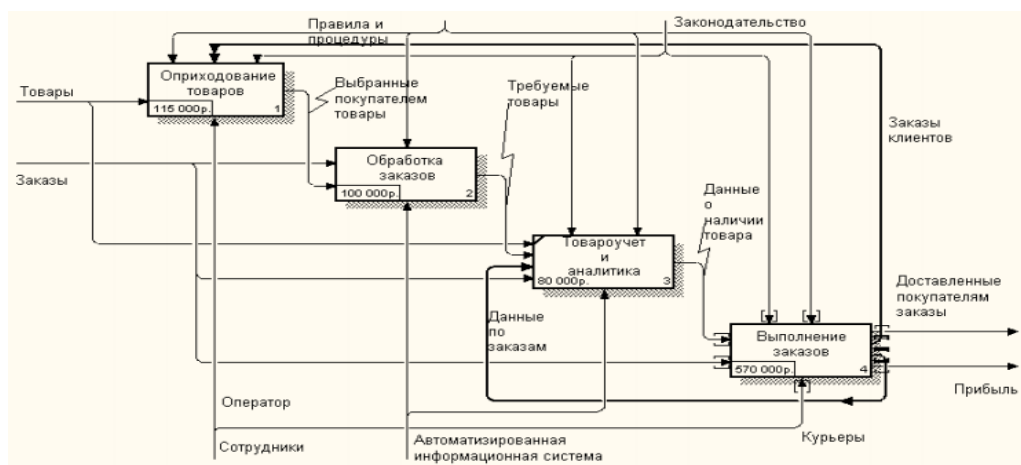 Правила и
процедуры
Законодательство
Оприходование
товаров
115 000р.
1
Товары
Выбранные
покупателем
товары
Требуемые
товары
Заказы
клиентов
Обработка
заказов
100 000р.
2
Заказы
Данные
о
наличии
товара
Товароучет
и
аналитика
80 000р.
3
Доставленные
покупателям
заказы
Данные
по
заказам
Выполнение
заказов
570 000р.
4
Прибыль
Оператор
Сотрудники
Автоматизированная
информационная система
Курьеры